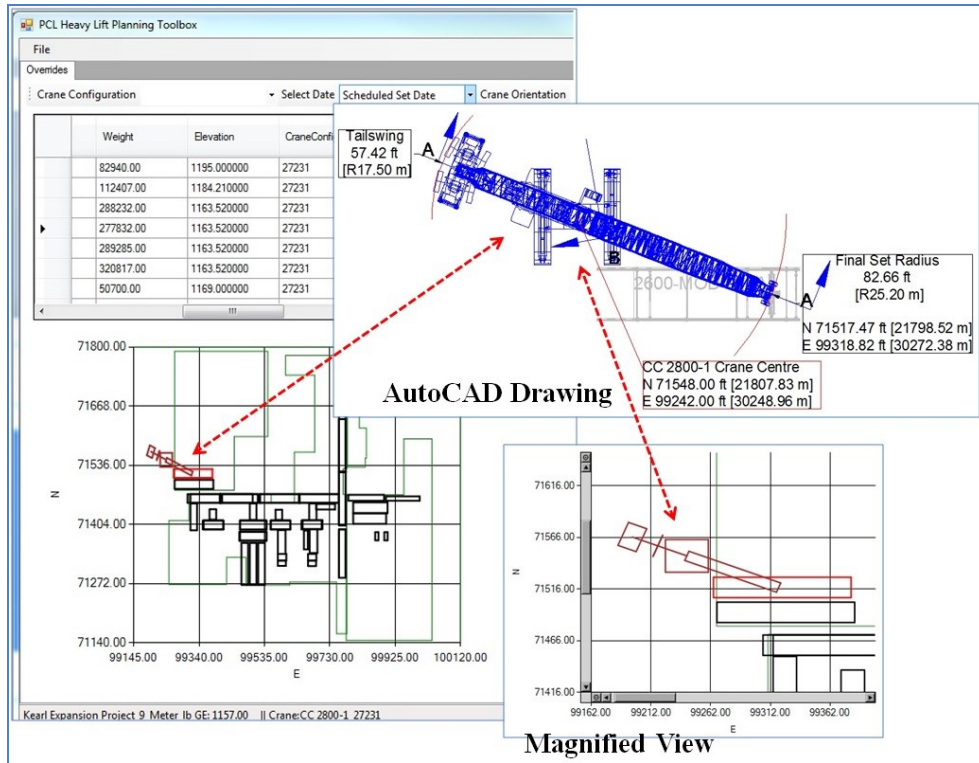 PCL Heavy Lift Planning Toolbox
File
Overrides
Crane Configuration Select Date Scheduled Set Date Crane Orientation
Weight Elevation CraneConfi
82940.00 1195.000000 27231
112407.00 1184.210000 27231
288232.00 1163.520000 27231
277832.00 1163.520000 27231
289285.00 1163.520000 27231
320817.00 1163.520000 27231
50700.00 1169.000000 27231
Tailswing
57.42 ft
[R17.50 m]
A
B
2600-MOD
A
Final Set Radius
82.66 ft
[R25.20 m]
N 71517.47 ft [21798.52 m]
E 99318.82 ft [30272.38 m]
CC 2800-1 Crane Centre
N 71548.00 ft [21807.83 m]
E 99242.00 ft [30248.96 m]
AutoCAD Drawing
71800.00
71668.00
71536.00
71404.00
71272.00
71140.00
N
99145.00 99340.00 99535.00 99730.00 99925.00 100120.00
E
71616.00
71566.00
71516.00
71466.00
71416.00
N
99162.00 99212.00 99262.00 99312.00 99362.00
E
Kearl Expansion Project 9 Meter lb GE: 1157.00 || Crane:CC 2800-1 27231
Magnified View